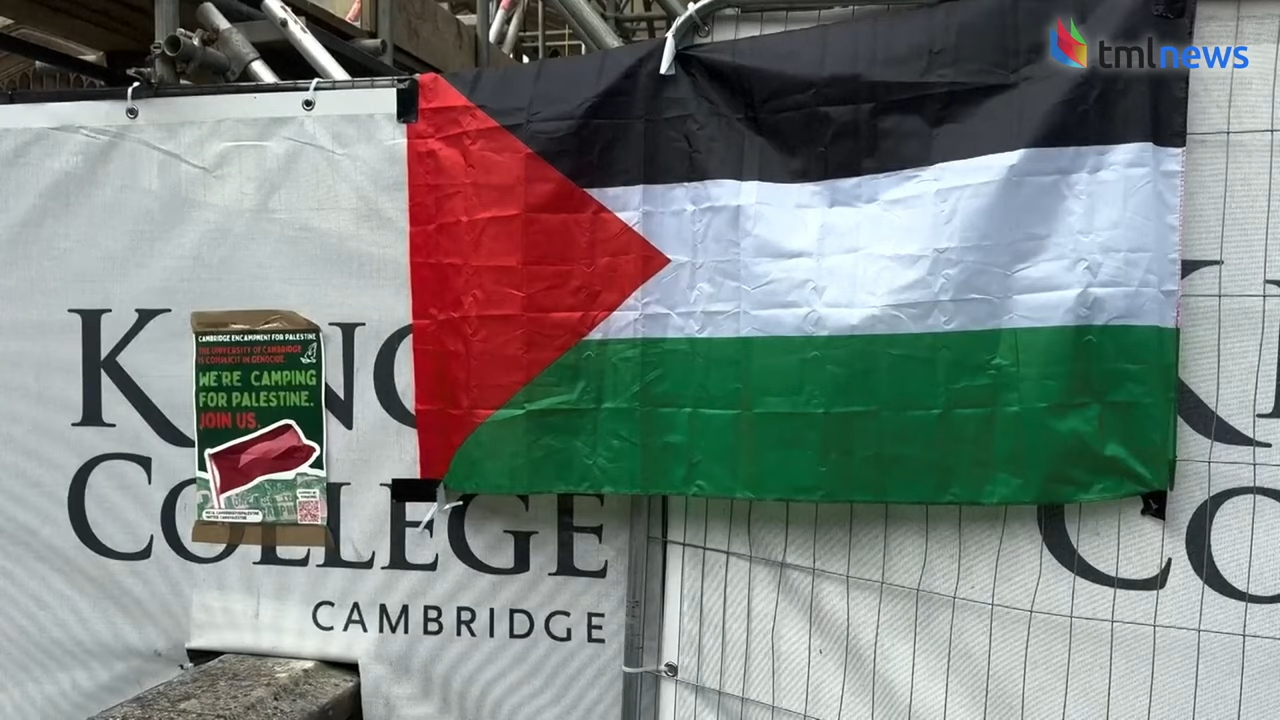 tmlnews
KING
COLLEGE
CAMBRIDGE
CAMBRIDGE ENCAMPMENT FOR PALESTINE
THE UNIVERSITY OF CAMBRIDGE
IS COMPLICIT IN GENOCIDE.
WE'RE CAMPING
FOR PALESTINE.
JOIN US.
K
CO